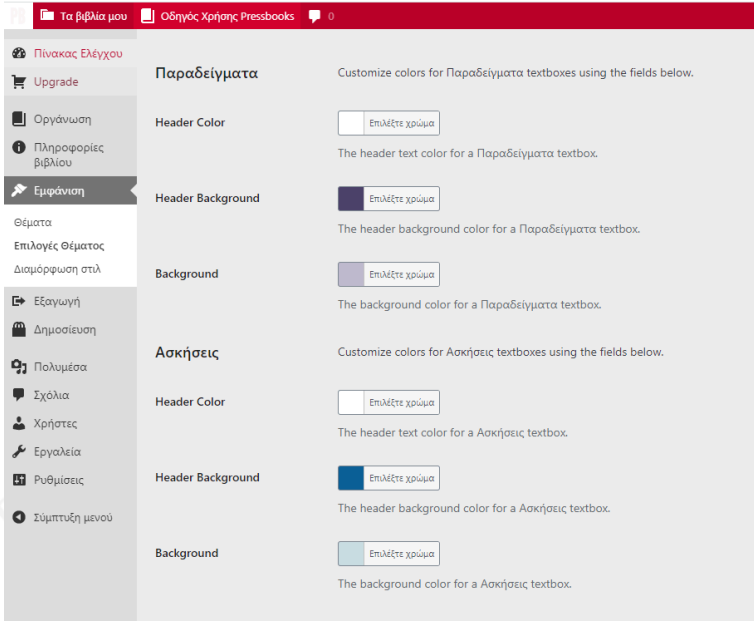 PB Τα βιβλία μου Οδηγός Χρήσης Pressbooks 0
Πίνακας Ελέγχου
Upgrade
Οργάνωση
Πληροφορίες
βιβλίου
Εμφάνιση
Θέματα
Επιλογές Θέματος
Διαμόρφωση στιλ
Εξαγωγή
Δημοσίευση
Πολυμέσα
Σχόλια
Χρήστες
Εργαλεία
Ρυθμίσεις
Σύμπτυξη μενού
Παραδείγματα
Customize colors for Παραδείγματα textboxes using the fields below.
Header Color
Επιλέξτε χρώμα
The header text color for a Παραδείγματα textbox.
Header Background
Επιλέξτε χρώμα
The header background color for a Παραδείγματα textbox.
Background
Επιλέξτε χρώμα
The background color for a Παραδείγματα textbox.
Ασκήσεις
Customize colors for Ασκήσεις textboxes using the fields below.
Header Color
Επιλέξτε χρώμα
The header text color for a Ασκήσεις textbox.
Header Background
Επιλέξτε χρώμα
The header background color for a Ασκήσεις textbox.
Background
Επιλέξτε χρώμα
The background color for a Ασκήσεις textbox.